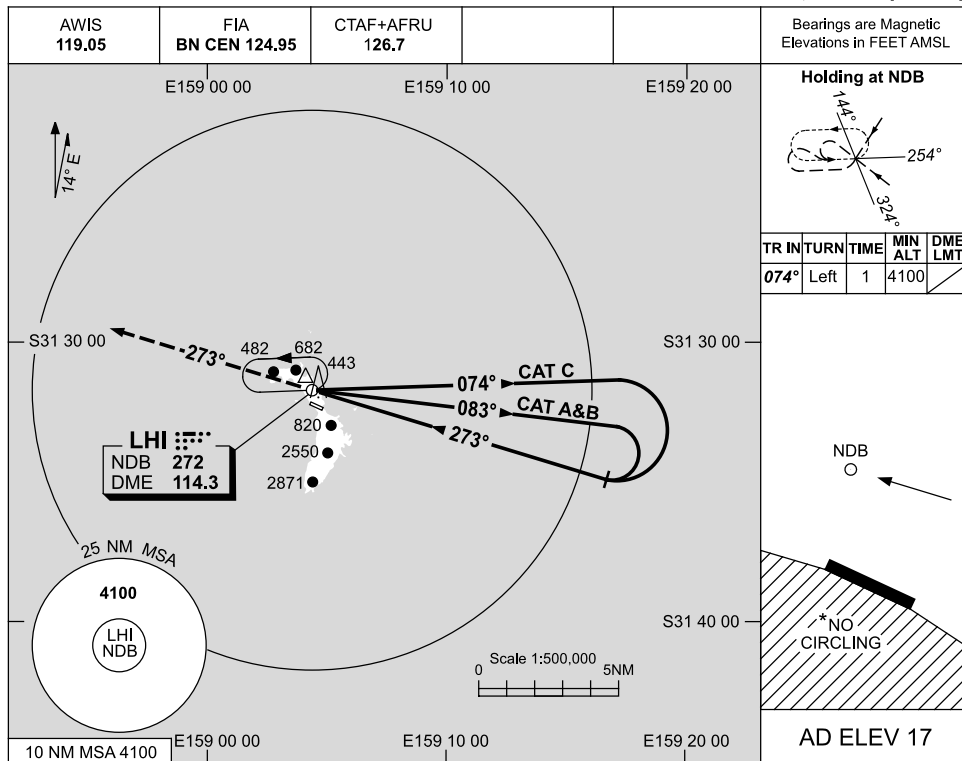 AWIS
119.05
FIA
BN CEN 124.95
CTAF+AFRU
126.7
Bearings are Magnetic
Elevations in FEET AMSL
E159 00 00
E159 10 00
E159 20 00
14° E
S31 30 00
S31 30 00
273°
482
682
443
074°
CAT C
083°
CAT A&B
273°
820
2550
2871
LHI
NDB 272
DME 114.3
25 NM MSA
4100
LHI
NDB
10 NM MSA 4100
S31 40 00
Scale 1:500,000
0
5NM
E159 00 00
E159 10 00
E159 20 00
Holding at NDB
144°
254°
324°
TR IN TURN TIME MIN ALT DME LMT
074° Left 1 4100
NDB
*NO
CIRCLING
AD ELEV 17